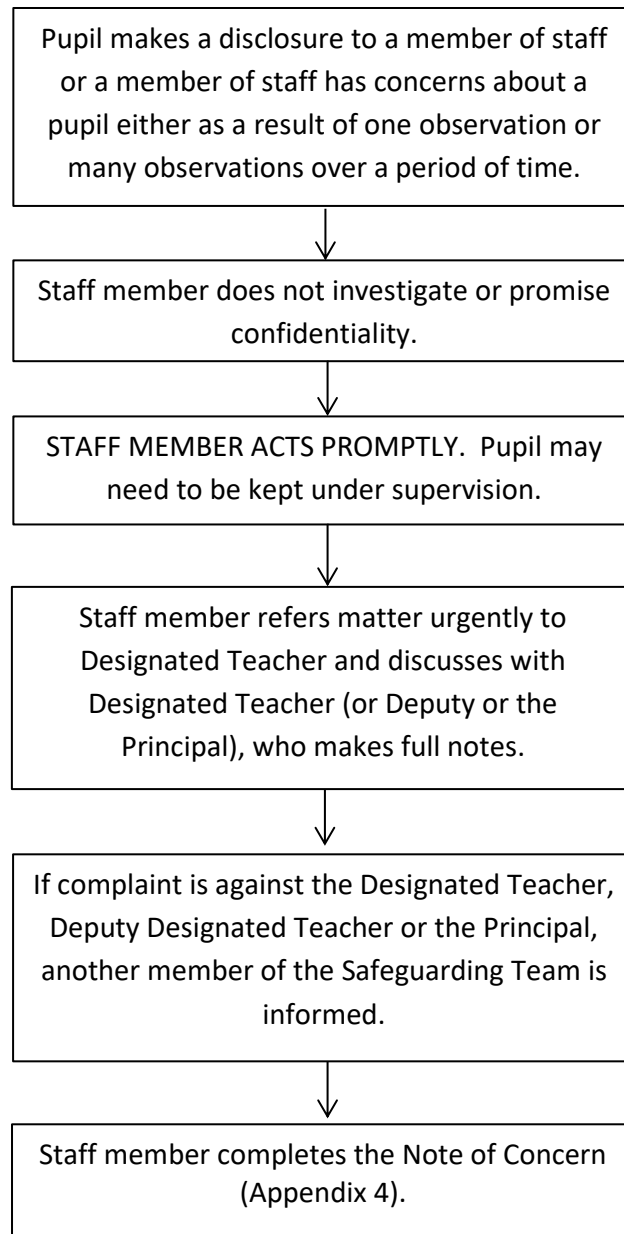 Pupil makes a disclosure to a member of staff
or a member of staff has concerns about a
pupil either as a result of one observation or
many observations over a period of time.
Staff member does not investigate or promise
confidentiality.
STAFF MEMBER ACTS PROMPTLY.  Pupil may
need to be kept under supervision.
Staff member refers matter urgently to
Designated Teacher and discusses with
Designated Teacher (or Deputy or the
Principal), who makes full notes.
If complaint is against the Designated Teacher,
Deputy Designated Teacher or the Principal,
another member of the Safeguarding Team is
informed.
Staff member completes the Note of Concern
(Appendix 4).